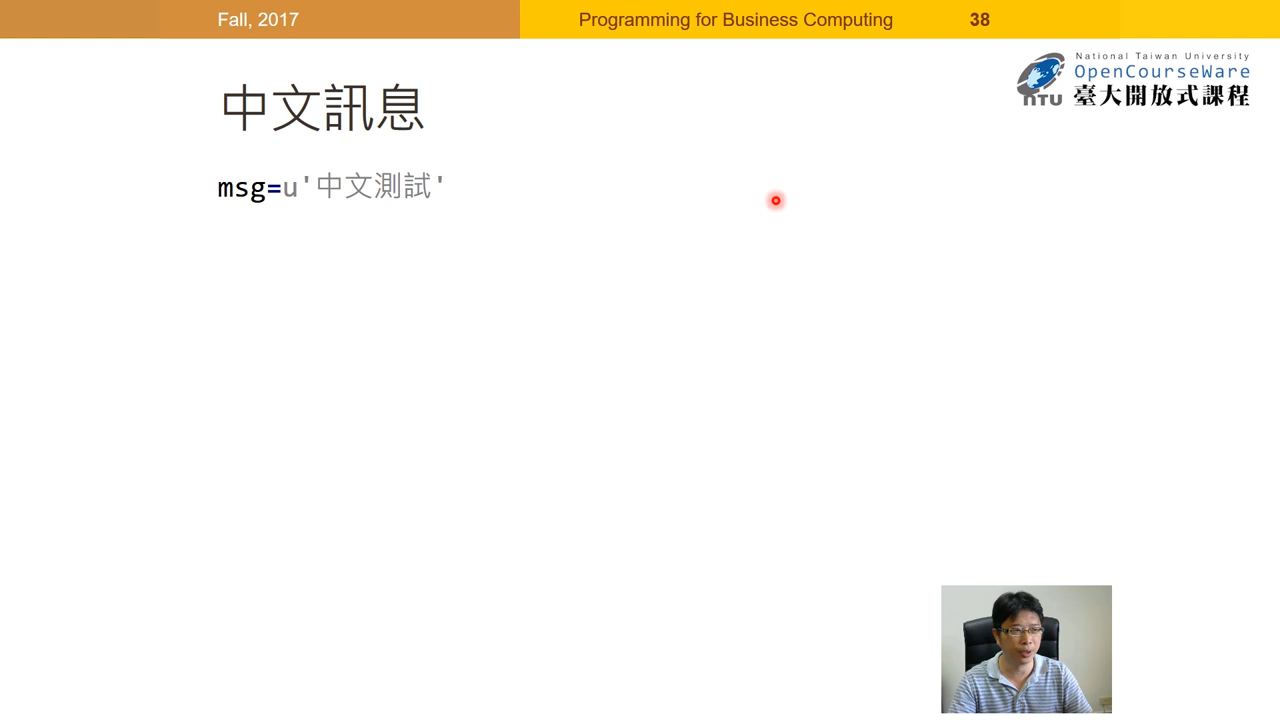 Fall, 2017
Programming for Business Computing
38
National Taiwan University
OpenCourseWare
NTU 臺大開放式課程
中文訊息
msg=u'中文測試'